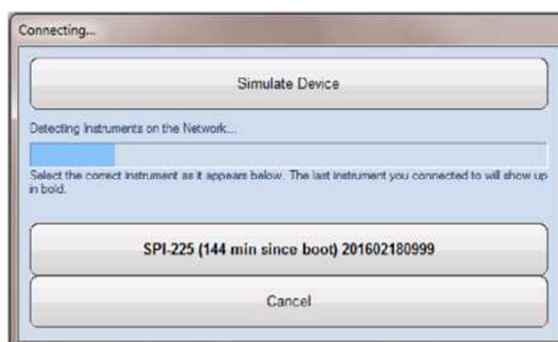 Connecting...
Simulate Device
Detecting Instruments on the Network...
Select the correct instrument as it appears below. The last instrument you connected to will show up
in bold.
SPI-225 (144 min since boot) 201602180999
Cancel